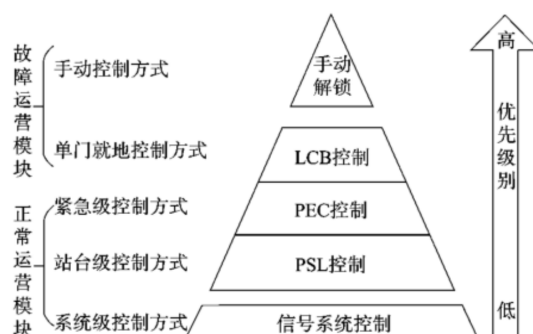 故障运营模块
手动控制方式
单门就地控制方式
正常运营模块
紧急级控制方式
站台级控制方式
系统级控制方式
手动
解锁
LCB控制
PEC控制
PSL控制
信号系统控制
高
优先级别
低